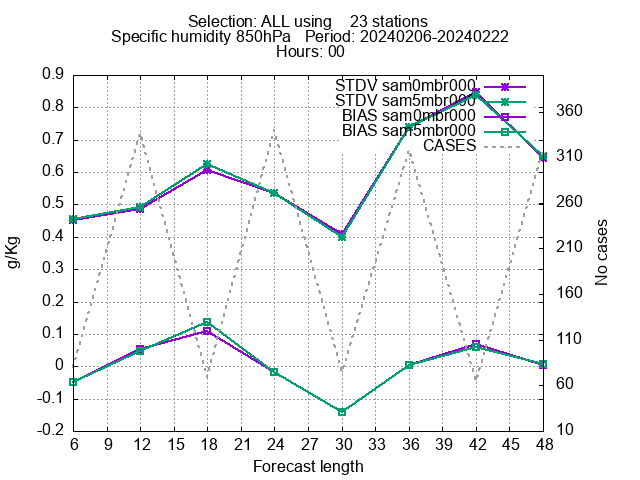 Selection: ALL using    23 stations
Specific humidity 850hPa   Period: 20240206-20240222
Hours: 00
STDV sam0mbr000
STDV sam5mbr000
BIAS sam0mbr000
BIAS sam5mbr000
CASES
g/Kg
0.9
0.8
0.7
0.6
0.5
0.4
0.3
0.2
0.1
0
-0.1
-0.2
No cases
360
310
260
210
160
110
60
10
6 9 12 15 18 21 24 27 30 33 36 39 42 45 48
Forecast length